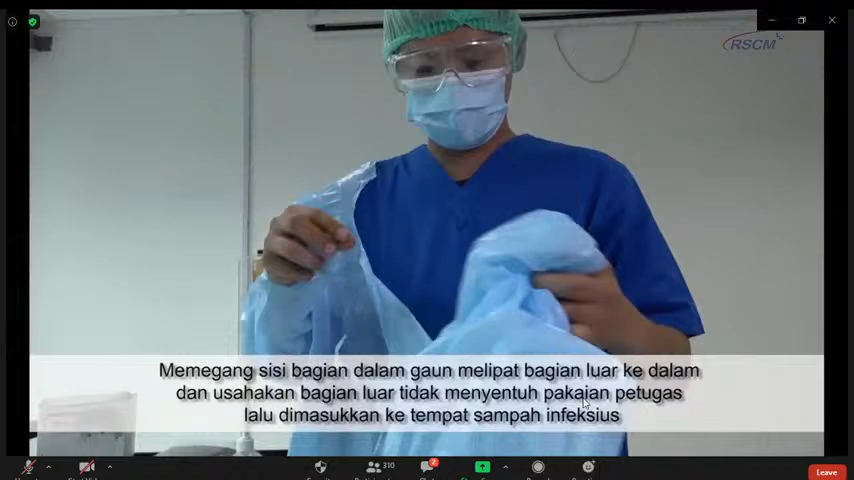 RSCM
Memegang sisi bagian dalam gaun melipat bagian luar ke dalam
dan usahakan bagian luar tidak menyentuh pakaian petugas
lalu dimasukkan ke tempat sampah infeksius
310
2
Leave